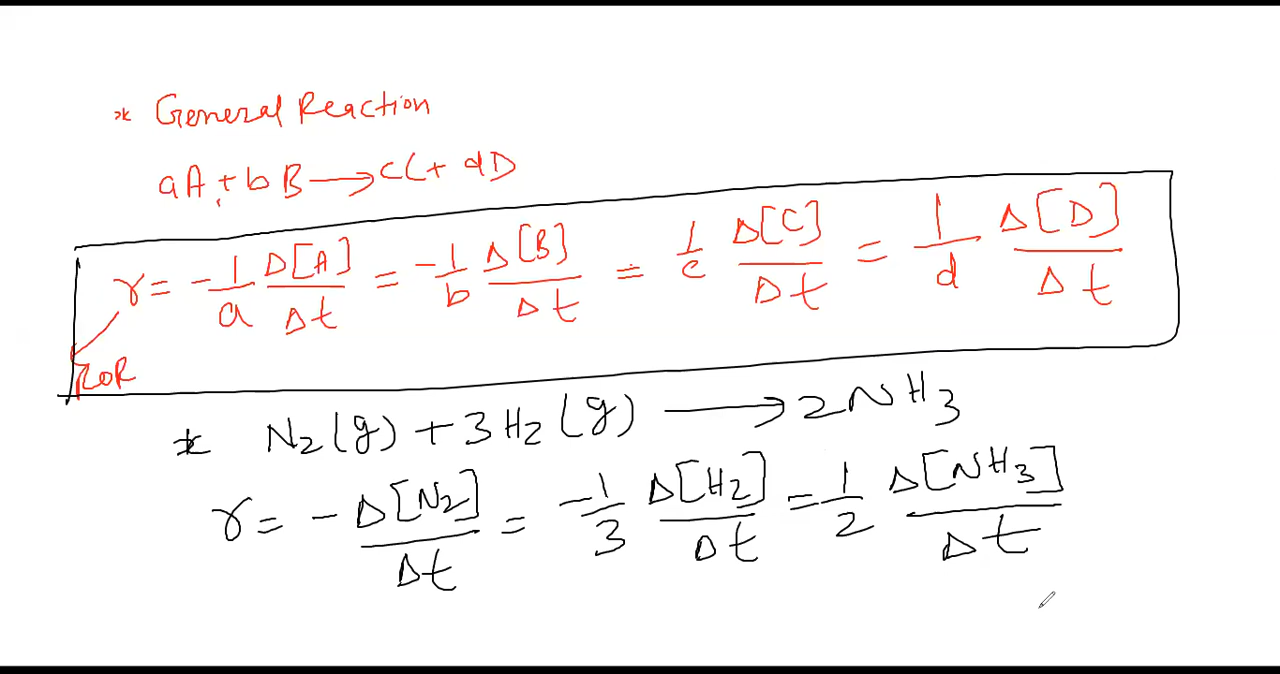 * General Reaction
aA + bB ⟶ cC + dD
r = -1/a Δ[A]/Δt = -1/b Δ[B]/Δt = 1/c Δ[C]/Δt = 1/d Δ[D]/Δt
ROR
* N2(g) + 3H2(g) ⟶ 2NH3
r = - Δ[N2]/Δt = -1/3 Δ[H2]/Δt = 1/2 Δ[NH3]/Δt